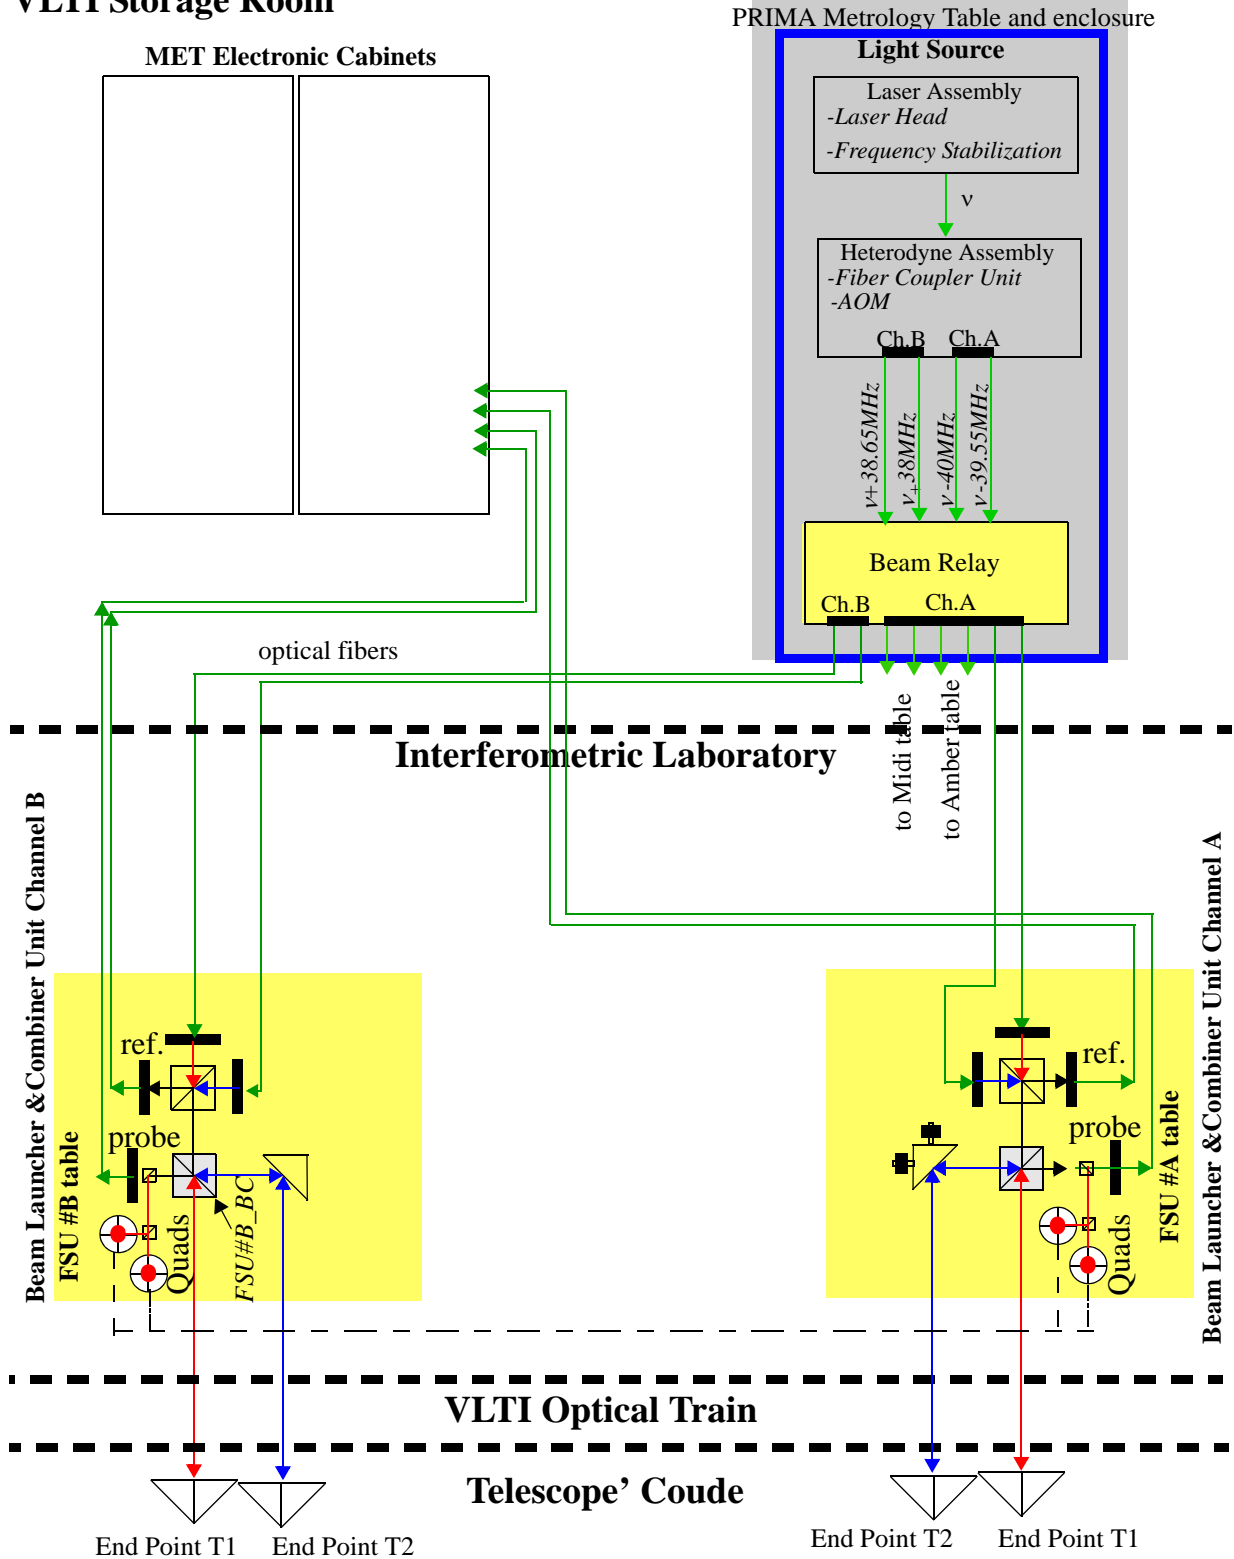 VLTI Storage Room
PRIMA Metrology Table and enclosure
MET Electronic Cabinets
Light Source
Laser Assembly
-Laser Head
-Frequency Stabilization
ν
Heterodyne Assembly
-Fiber Coupler Unit
-AOM
Ch.B Ch.A
ν+38.65MHz
ν+38MHz
ν -40MHz
ν -39.55MHz
Beam Relay
Ch.B Ch.A
optical fibers
to Midi table
to Amber table
Interferometric Laboratory
Beam Launcher &Combiner Unit Channel B
FSU #B table
ref.
probe
Quads
FSU#B_BC
Beam Launcher &Combiner Unit Channel A
FSU #A table
ref.
probe
Quads
VLTI Optical Train
Telescope’ Coude
End Point T1 End Point T2
End Point T2 End Point T1